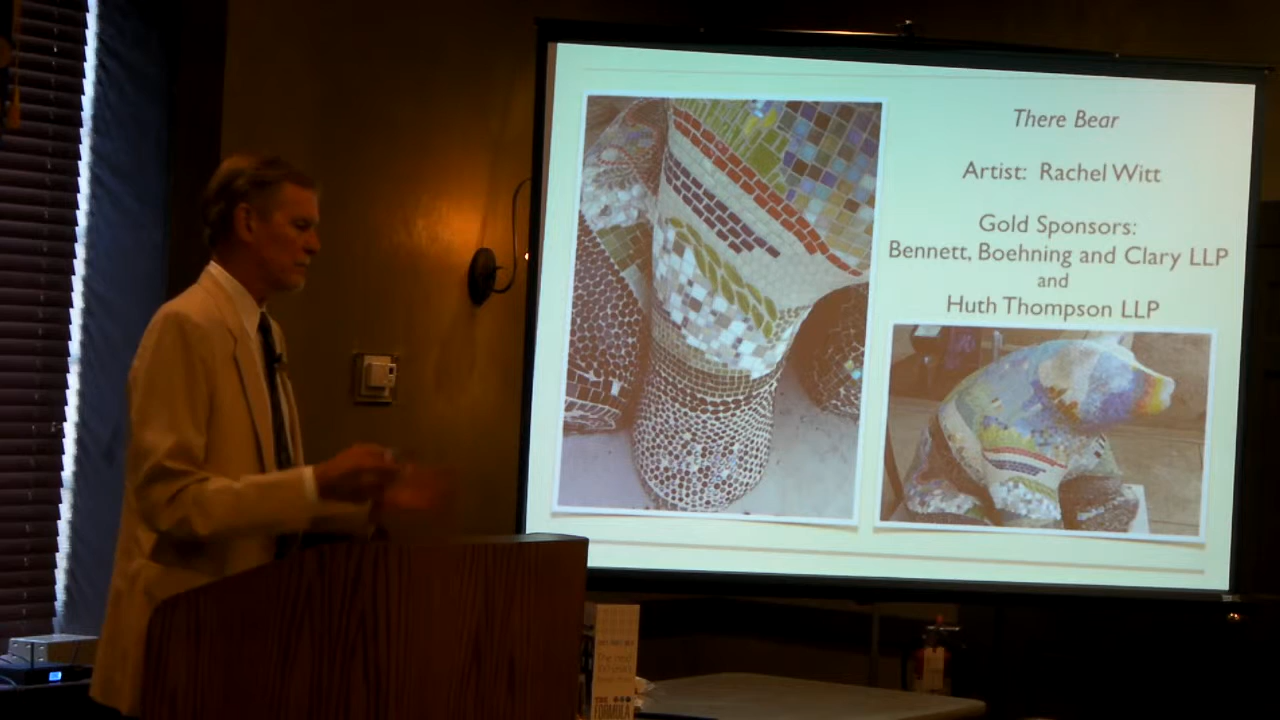 There Bear
Artist: Rachel Witt
Gold Sponsors:
Bennett, Boehning and Clary LLP
and
Huth Thompson LLP